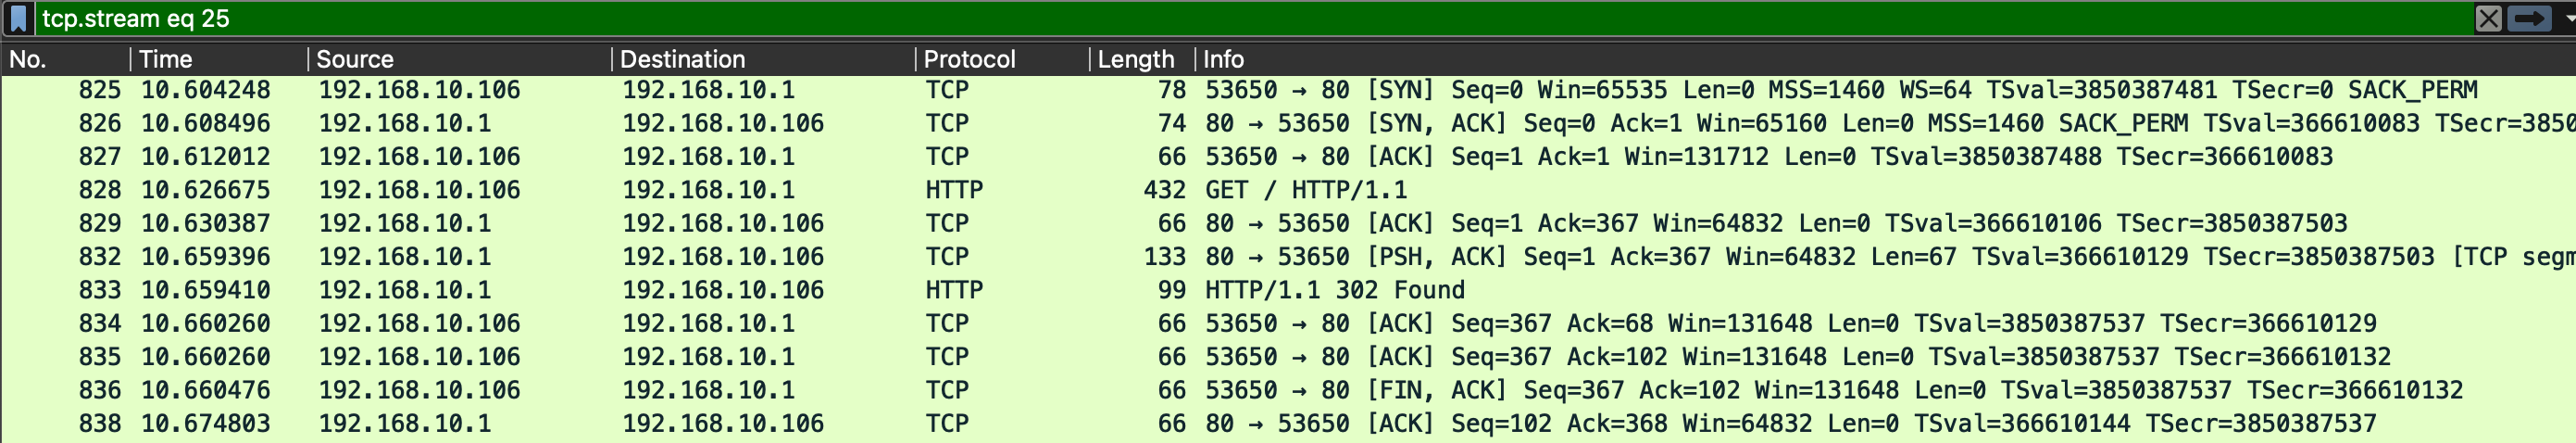 tcp.stream eq 25
No. Time Source Destination Protocol Length Info
825 10.604248 192.168.10.106 192.168.10.1 TCP 78 53650 → 80 [SYN] Seq=0 Win=65535 Len=0 MSS=1460 WS=64 TSval=3850387481 TSecr=0 SACK_PERM
826 10.608496 192.168.10.1 192.168.10.106 TCP 74 80 → 53650 [SYN, ACK] Seq=0 Ack=1 Win=65160 Len=0 MSS=1460 SACK_PERM TSval=366610083 TSecr=3850
827 10.612012 192.168.10.106 192.168.10.1 TCP 66 53650 → 80 [ACK] Seq=1 Ack=1 Win=131712 Len=0 TSval=3850387488 TSecr=366610083
828 10.626675 192.168.10.106 192.168.10.1 HTTP 432 GET / HTTP/1.1
829 10.630387 192.168.10.1 192.168.10.106 TCP 66 80 → 53650 [ACK] Seq=1 Ack=367 Win=64832 Len=0 TSval=366610106 TSecr=3850387503
832 10.659396 192.168.10.1 192.168.10.106 TCP 133 80 → 53650 [PSH, ACK] Seq=1 Ack=367 Win=64832 Len=67 TSval=366610129 TSecr=3850387503 [TCP segm
833 10.659410 192.168.10.1 192.168.10.106 HTTP 99 HTTP/1.1 302 Found
834 10.660260 192.168.10.106 192.168.10.1 TCP 66 53650 → 80 [ACK] Seq=367 Ack=68 Win=131648 Len=0 TSval=3850387537 TSecr=366610129
835 10.660260 192.168.10.106 192.168.10.1 TCP 66 53650 → 80 [ACK] Seq=367 Ack=102 Win=131648 Len=0 TSval=3850387537 TSecr=366610132
836 10.660476 192.168.10.106 192.168.10.1 TCP 66 53650 → 80 [FIN, ACK] Seq=367 Ack=102 Win=131648 Len=0 TSval=3850387537 TSecr=366610132
838 10.674803 192.168.10.1 192.168.10.106 TCP 66 80 → 53650 [ACK] Seq=102 Ack=368 Win=64832 Len=0 TSval=366610144 TSecr=3850387537